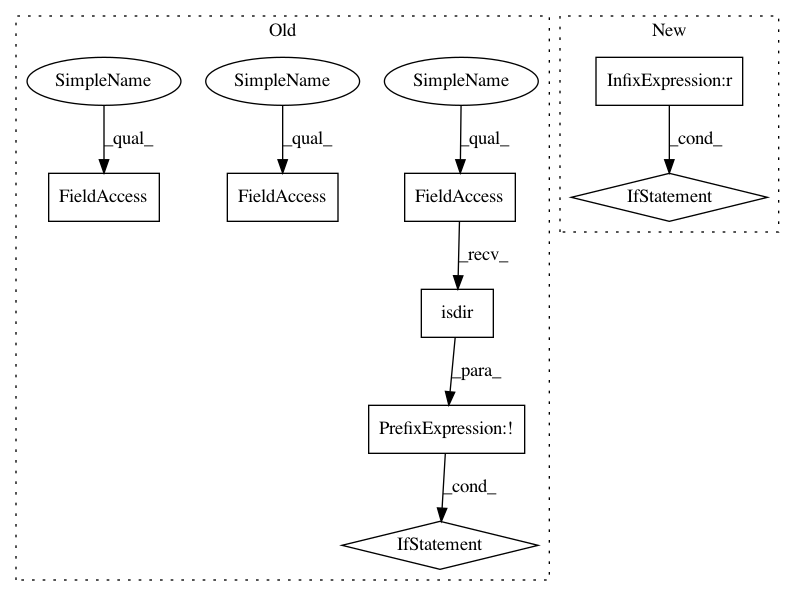 Old
New
SimpleName
SimpleName
SimpleName
InfixExpression:r
_qual_
_qual_
_qual_
_cond_
FieldAccess
FieldAccess
FieldAccess
IfStatement
_recv_
isdir
_para_
PrefixExpression:!
_cond_
IfStatement